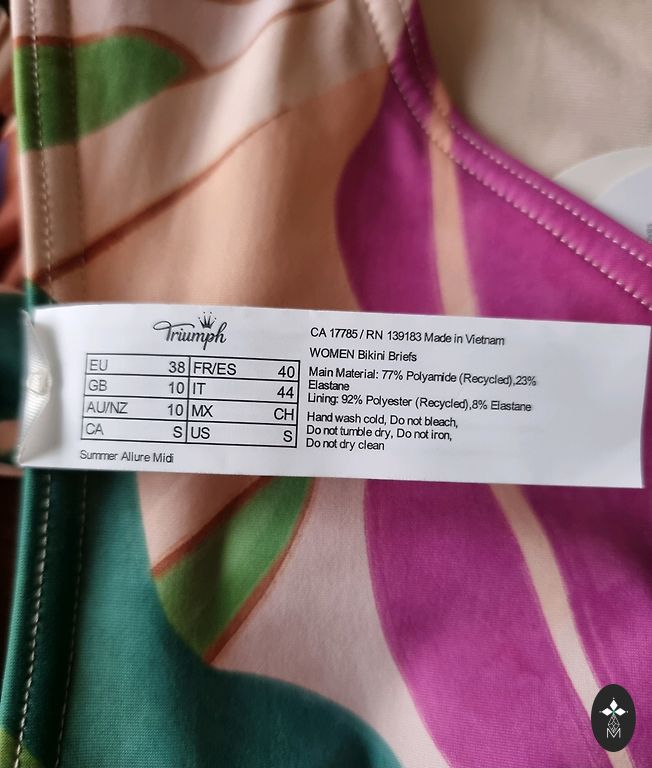 Triumph
EU 38 FR/ES 40
GB 10 IT 44
AU/NZ 10 MX CH
CA S US S
Summer Allure Midi
CA 17785 / RN 139183 Made in Vietnam
WOMEN Bikini Briefs
Main Material: 77% Polyamide (Recycled),23%
Elastane
Lining: 92% Polyester (Recycled),8% Elastane
Hand wash cold, Do not bleach,
Do not tumble dry, Do not iron,
Do not dry clean
M